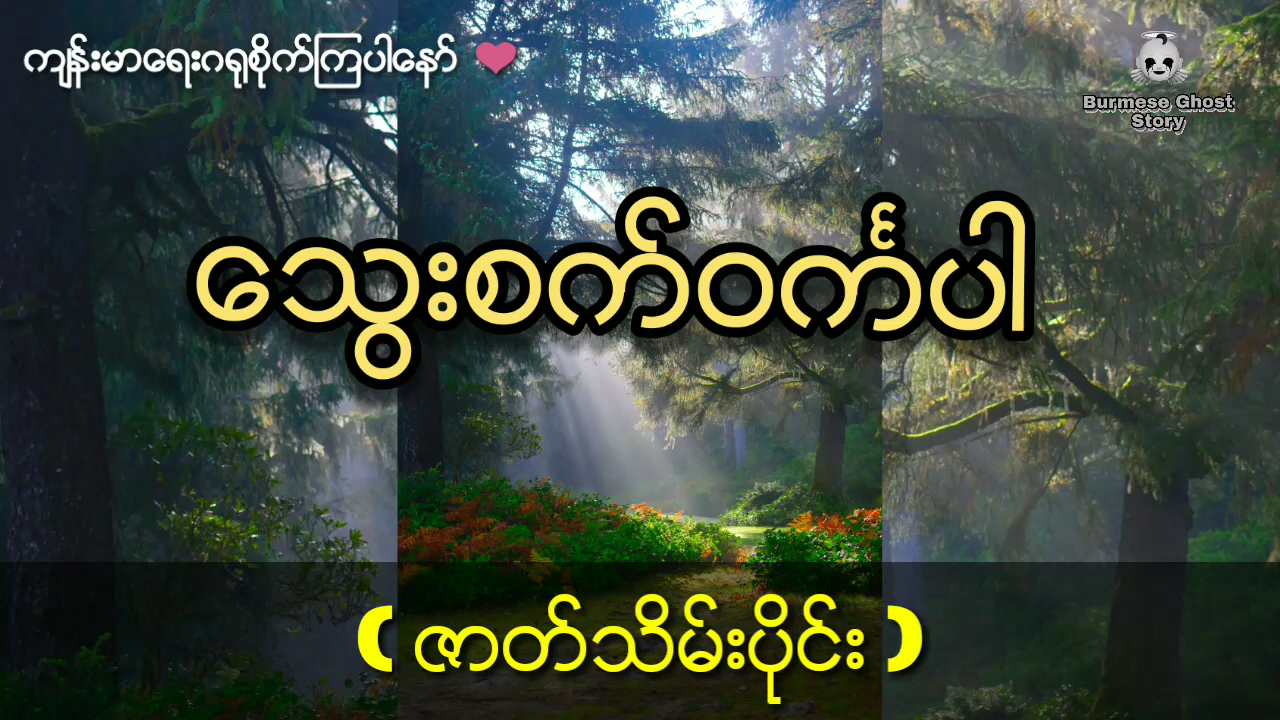 ကျန်းမာရေးဂရုစိုက်ကြပါနော် ❤
Burmese Ghost
Story
သွေးစက်ဝင်္ကပါ
( ဇာတ်သိမ်းပိုင်း )